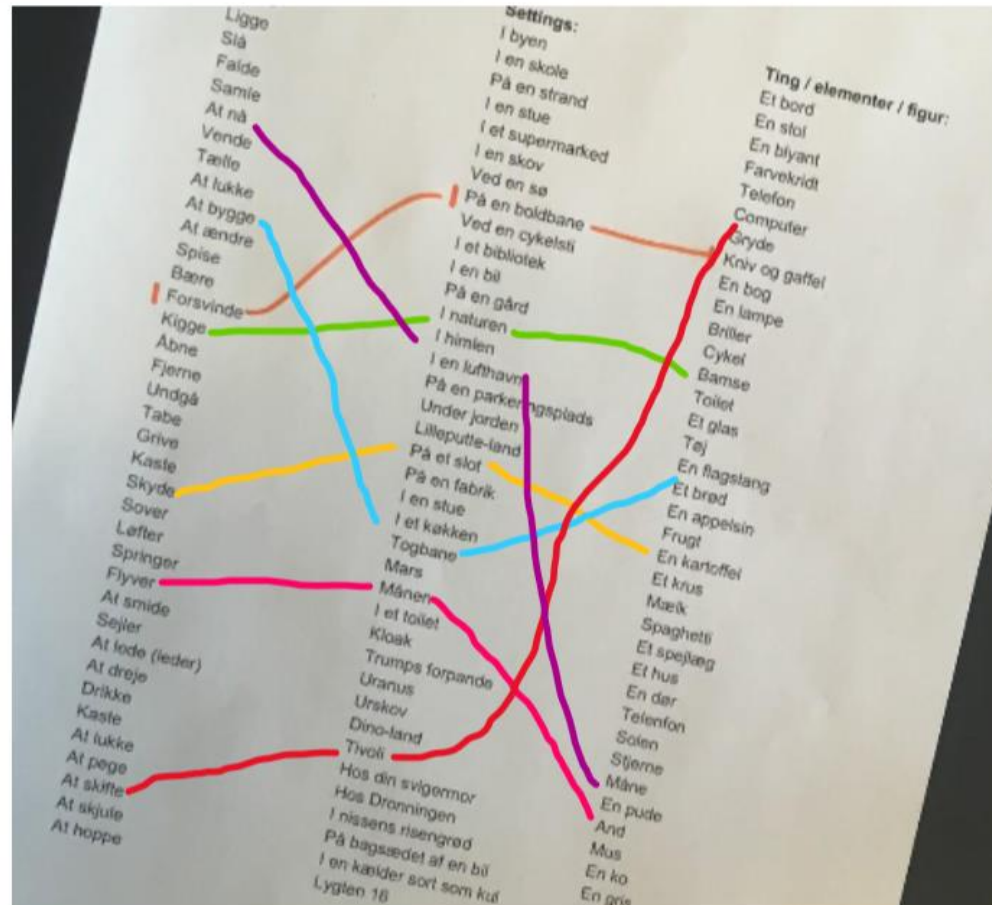 Ligge
Slå
Falde
Samle
At nå
Vende
Tælle
At lukke
At bygge
At ændre
Spise
Bære
Forsvinde
Kigge
Åbne
Fjerne
Undgå
Tabe
Grive
Kaste
Skyde
Sover
Løfter
Springer
Flyver
At smide
Sejler
At lede (leder)
At dreje
Drikke
Kaste
At lukke
At pege
At skifte
At skjule
At hoppe
Settings:
I byen
I en skole
På en strand
I en stue
I et supermarked
I en skov
Ved en sø
På en boldbane
Ved en cykelsti
I et bibliotek
I en bil
På en gård
I naturen
I himlen
I en lufthavn
På en parkeringsplads
Under jorden
Lilleputte-land
På et slot
På en fabrik
I en stue
I et køkken
Togbane
Mars
Månen
I et toilet
Kloak
Trumps forpande
Uranus
Urskov
Dino-land
Tivoli
Hos din svigermor
Hos Dronningen
I nissens risengrød
På bagsædet af en bil
I en kælder sort som kul
Lygten 16
Ting / elementer / figur:
Et bord
En stol
En blyant
Farvekridt
Telefon
Computer
Gryde
Kniv og gaffel
En bog
En lampe
Briller
Cykel
Bamse
Toilet
Et glas
Tøj
En flagstang
Et brød
En appelsin
Frugt
En kartoffel
Et krus
Mælk
Spaghetti
Et spejlæg
Et hus
En dør
Telenfon
Solen
Stjerne
Måne
En pude
And
Mus
En ko
En gris